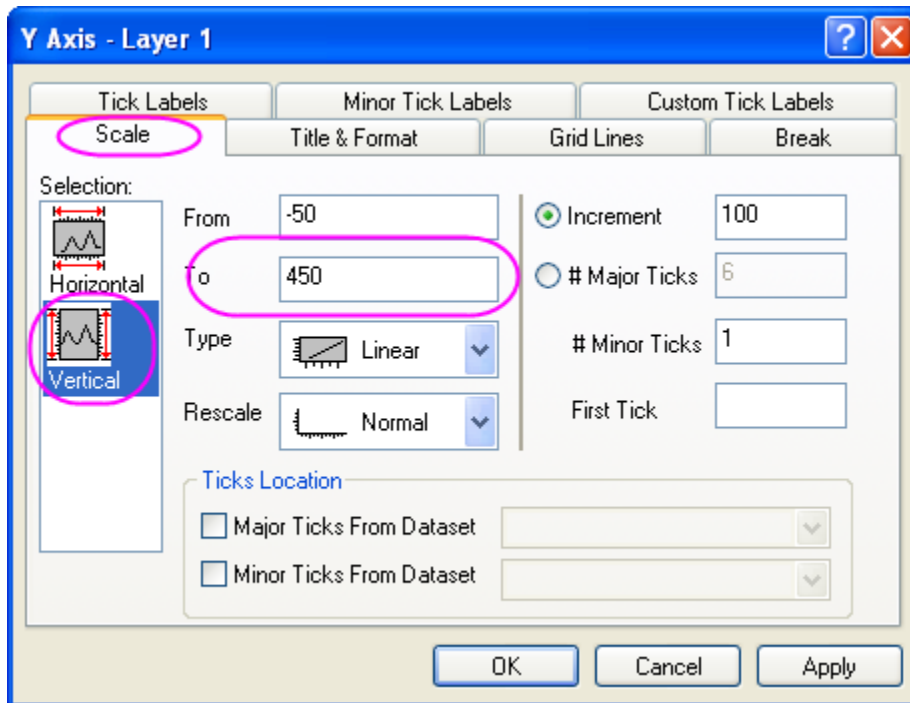 Y Axis - Layer 1
Tick Labels
Minor Tick Labels
Custom Tick Labels
Scale
Title & Format
Grid Lines
Break
Selection:
Horizontal
Vertical
From -50
To 450
Type Linear
Rescale Normal
Increment 100
# Major Ticks 6
# Minor Ticks 1
First Tick
Ticks Location
Major Ticks From Dataset
Minor Ticks From Dataset
OK
Cancel
Apply